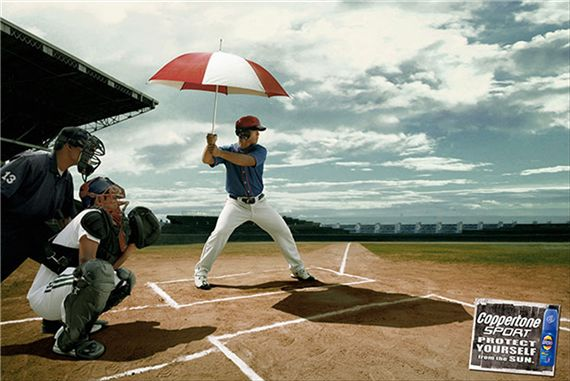 13
Coppertone
SPORT
PROTECT
YOURSELF
from the SUN.